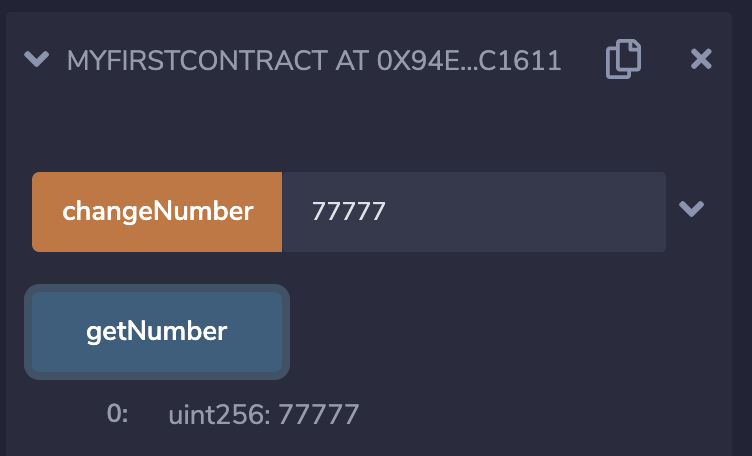 MYFIRSTCONTRACT AT 0X94E...C1611
changeNumber 77777
getNumber
0: uint256: 77777